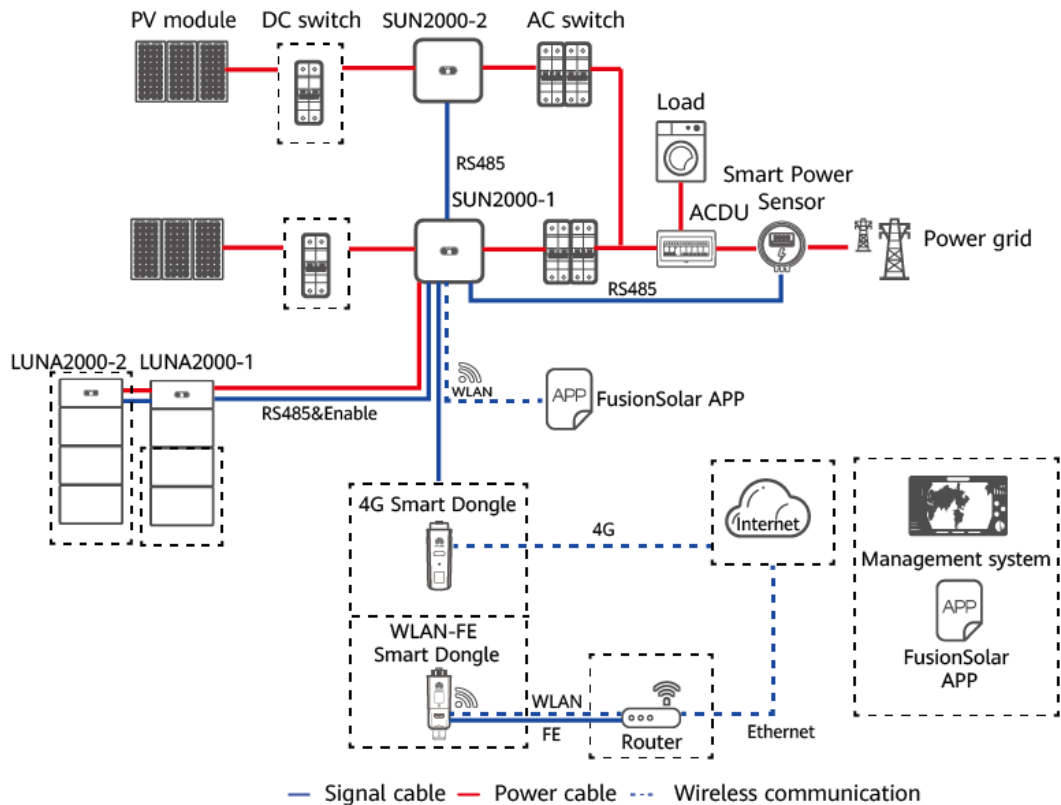 PV module
DC switch
SUN2000-2
AC switch
Load
RS485
SUN2000-1
Smart Power
Sensor
ACDU
Power grid
RS485
LUNA2000-2
LUNA2000-1
RS485&Enable
WLAN
APP
FusionSolar APP
4G Smart Dongle
4G
Internet
Management system
APP
FusionSolar
APP
WLAN-FE
Smart Dongle
WLAN
FE
Router
Ethernet
Signal cable
Power cable
Wireless communication